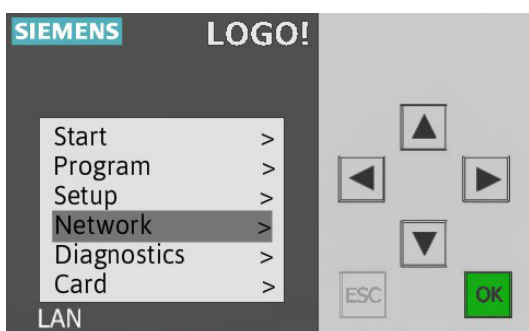 SIEMENS LOGO!
Start >
Program >
Setup >
Network >
Diagnostics >
Card >
LAN
ESC OK